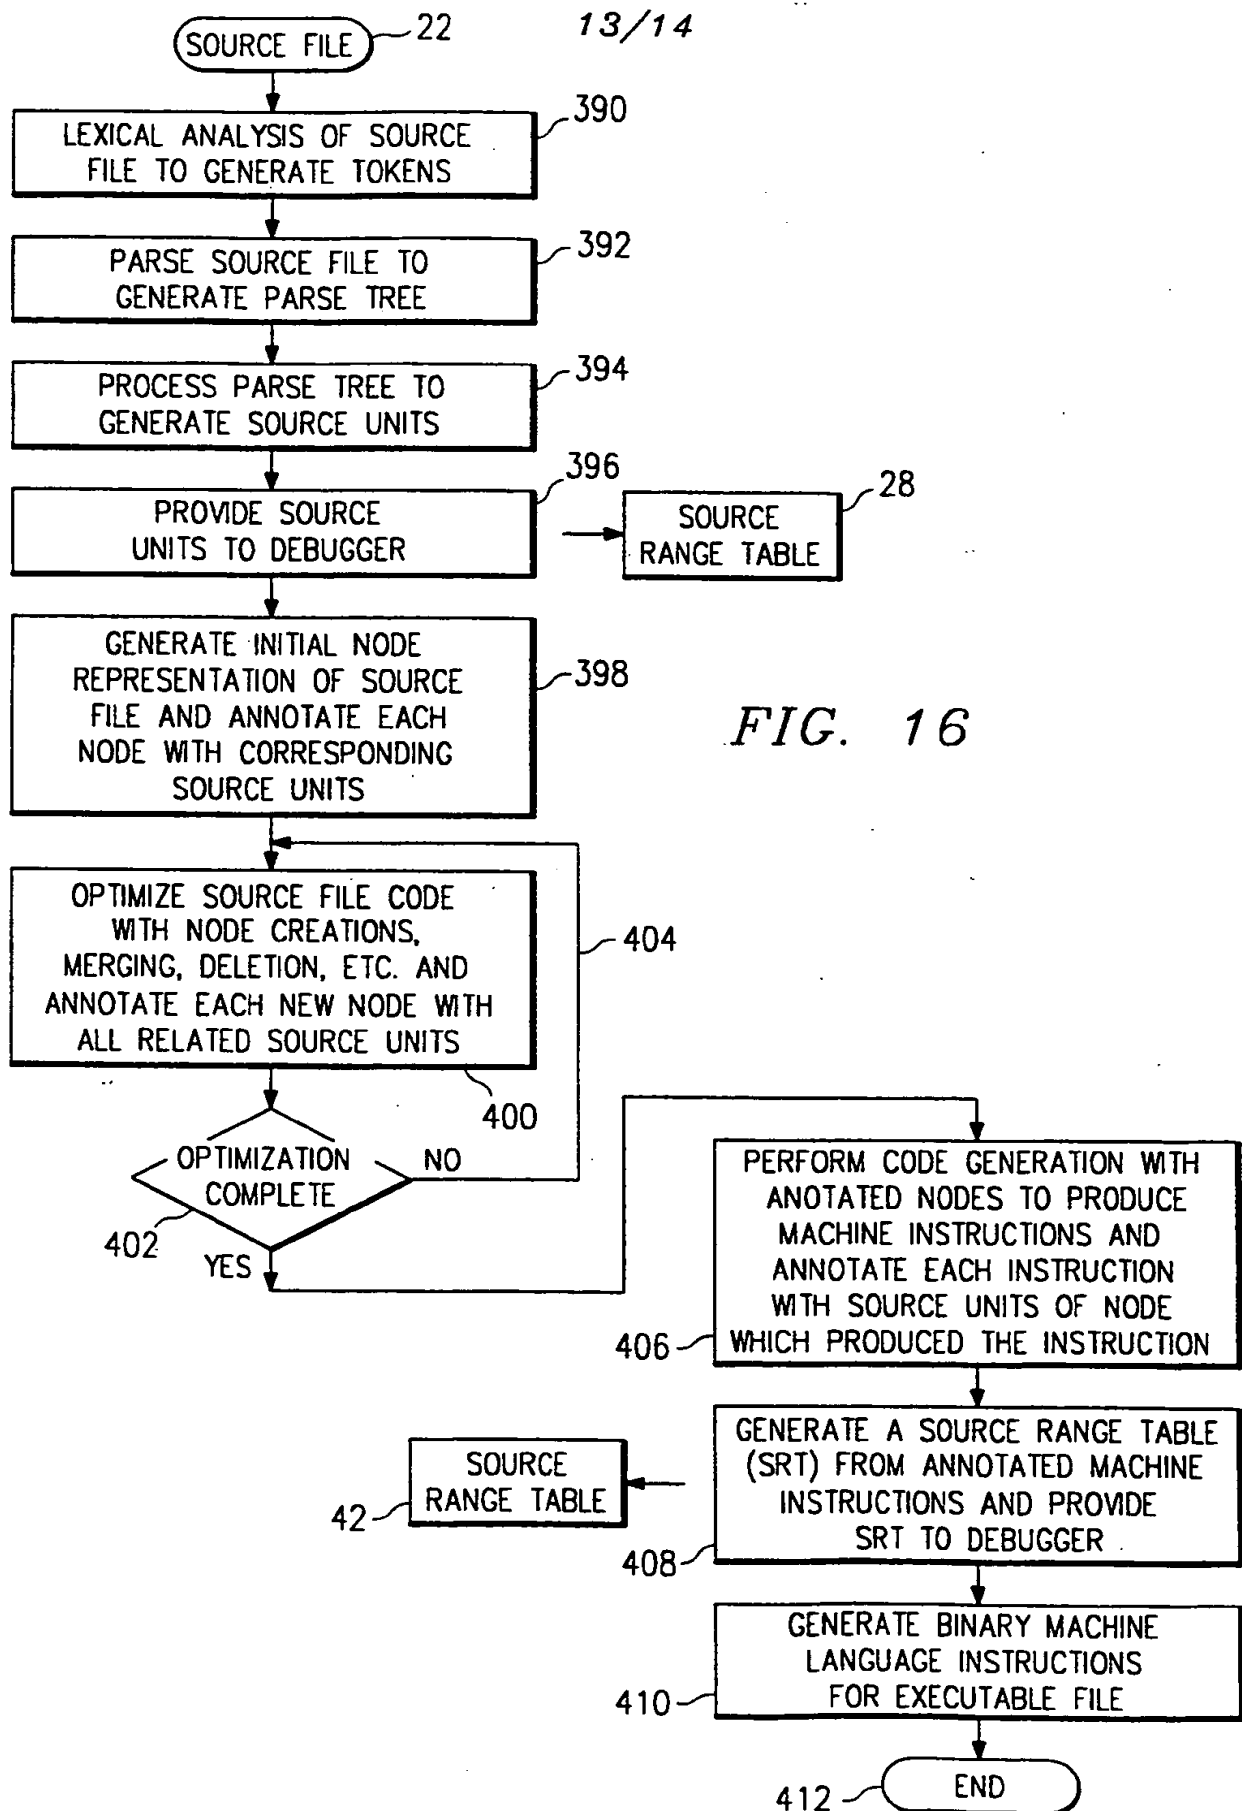 13/14
SOURCE FILE
22
390
LEXICAL ANALYSIS OF SOURCE
FILE TO GENERATE TOKENS
392
PARSE SOURCE FILE TO
GENERATE PARSE TREE
394
PROCESS PARSE TREE TO
GENERATE SOURCE UNITS
396
PROVIDE SOURCE
UNITS TO DEBUGGER
28
SOURCE
RANGE TABLE
GENERATE INITIAL NODE
REPRESENTATION OF SOURCE
FILE AND ANNOTATE EACH
NODE WITH CORRESPONDING
SOURCE UNITS
398
FIG. 16
OPTIMIZE SOURCE FILE CODE
WITH NODE CREATIONS,
MERGING, DELETION, ETC. AND
ANNOTATE EACH NEW NODE WITH
ALL RELATED SOURCE UNITS
404
400
OPTIMIZATION
COMPLETE
NO
402
YES
PERFORM CODE GENERATION WITH
ANOTATED NODES TO PRODUCE
MACHINE INSTRUCTIONS AND
ANNOTATE EACH INSTRUCTION
WITH SOURCE UNITS OF NODE
WHICH PRODUCED THE INSTRUCTION
406
GENERATE A SOURCE RANGE TABLE
(SRT) FROM ANNOTATED MACHINE
INSTRUCTIONS AND PROVIDE
SRT TO DEBUGGER
408
SOURCE
RANGE TABLE
42
GENERATE BINARY MACHINE
LANGUAGE INSTRUCTIONS
FOR EXECUTABLE FILE
410
END
412